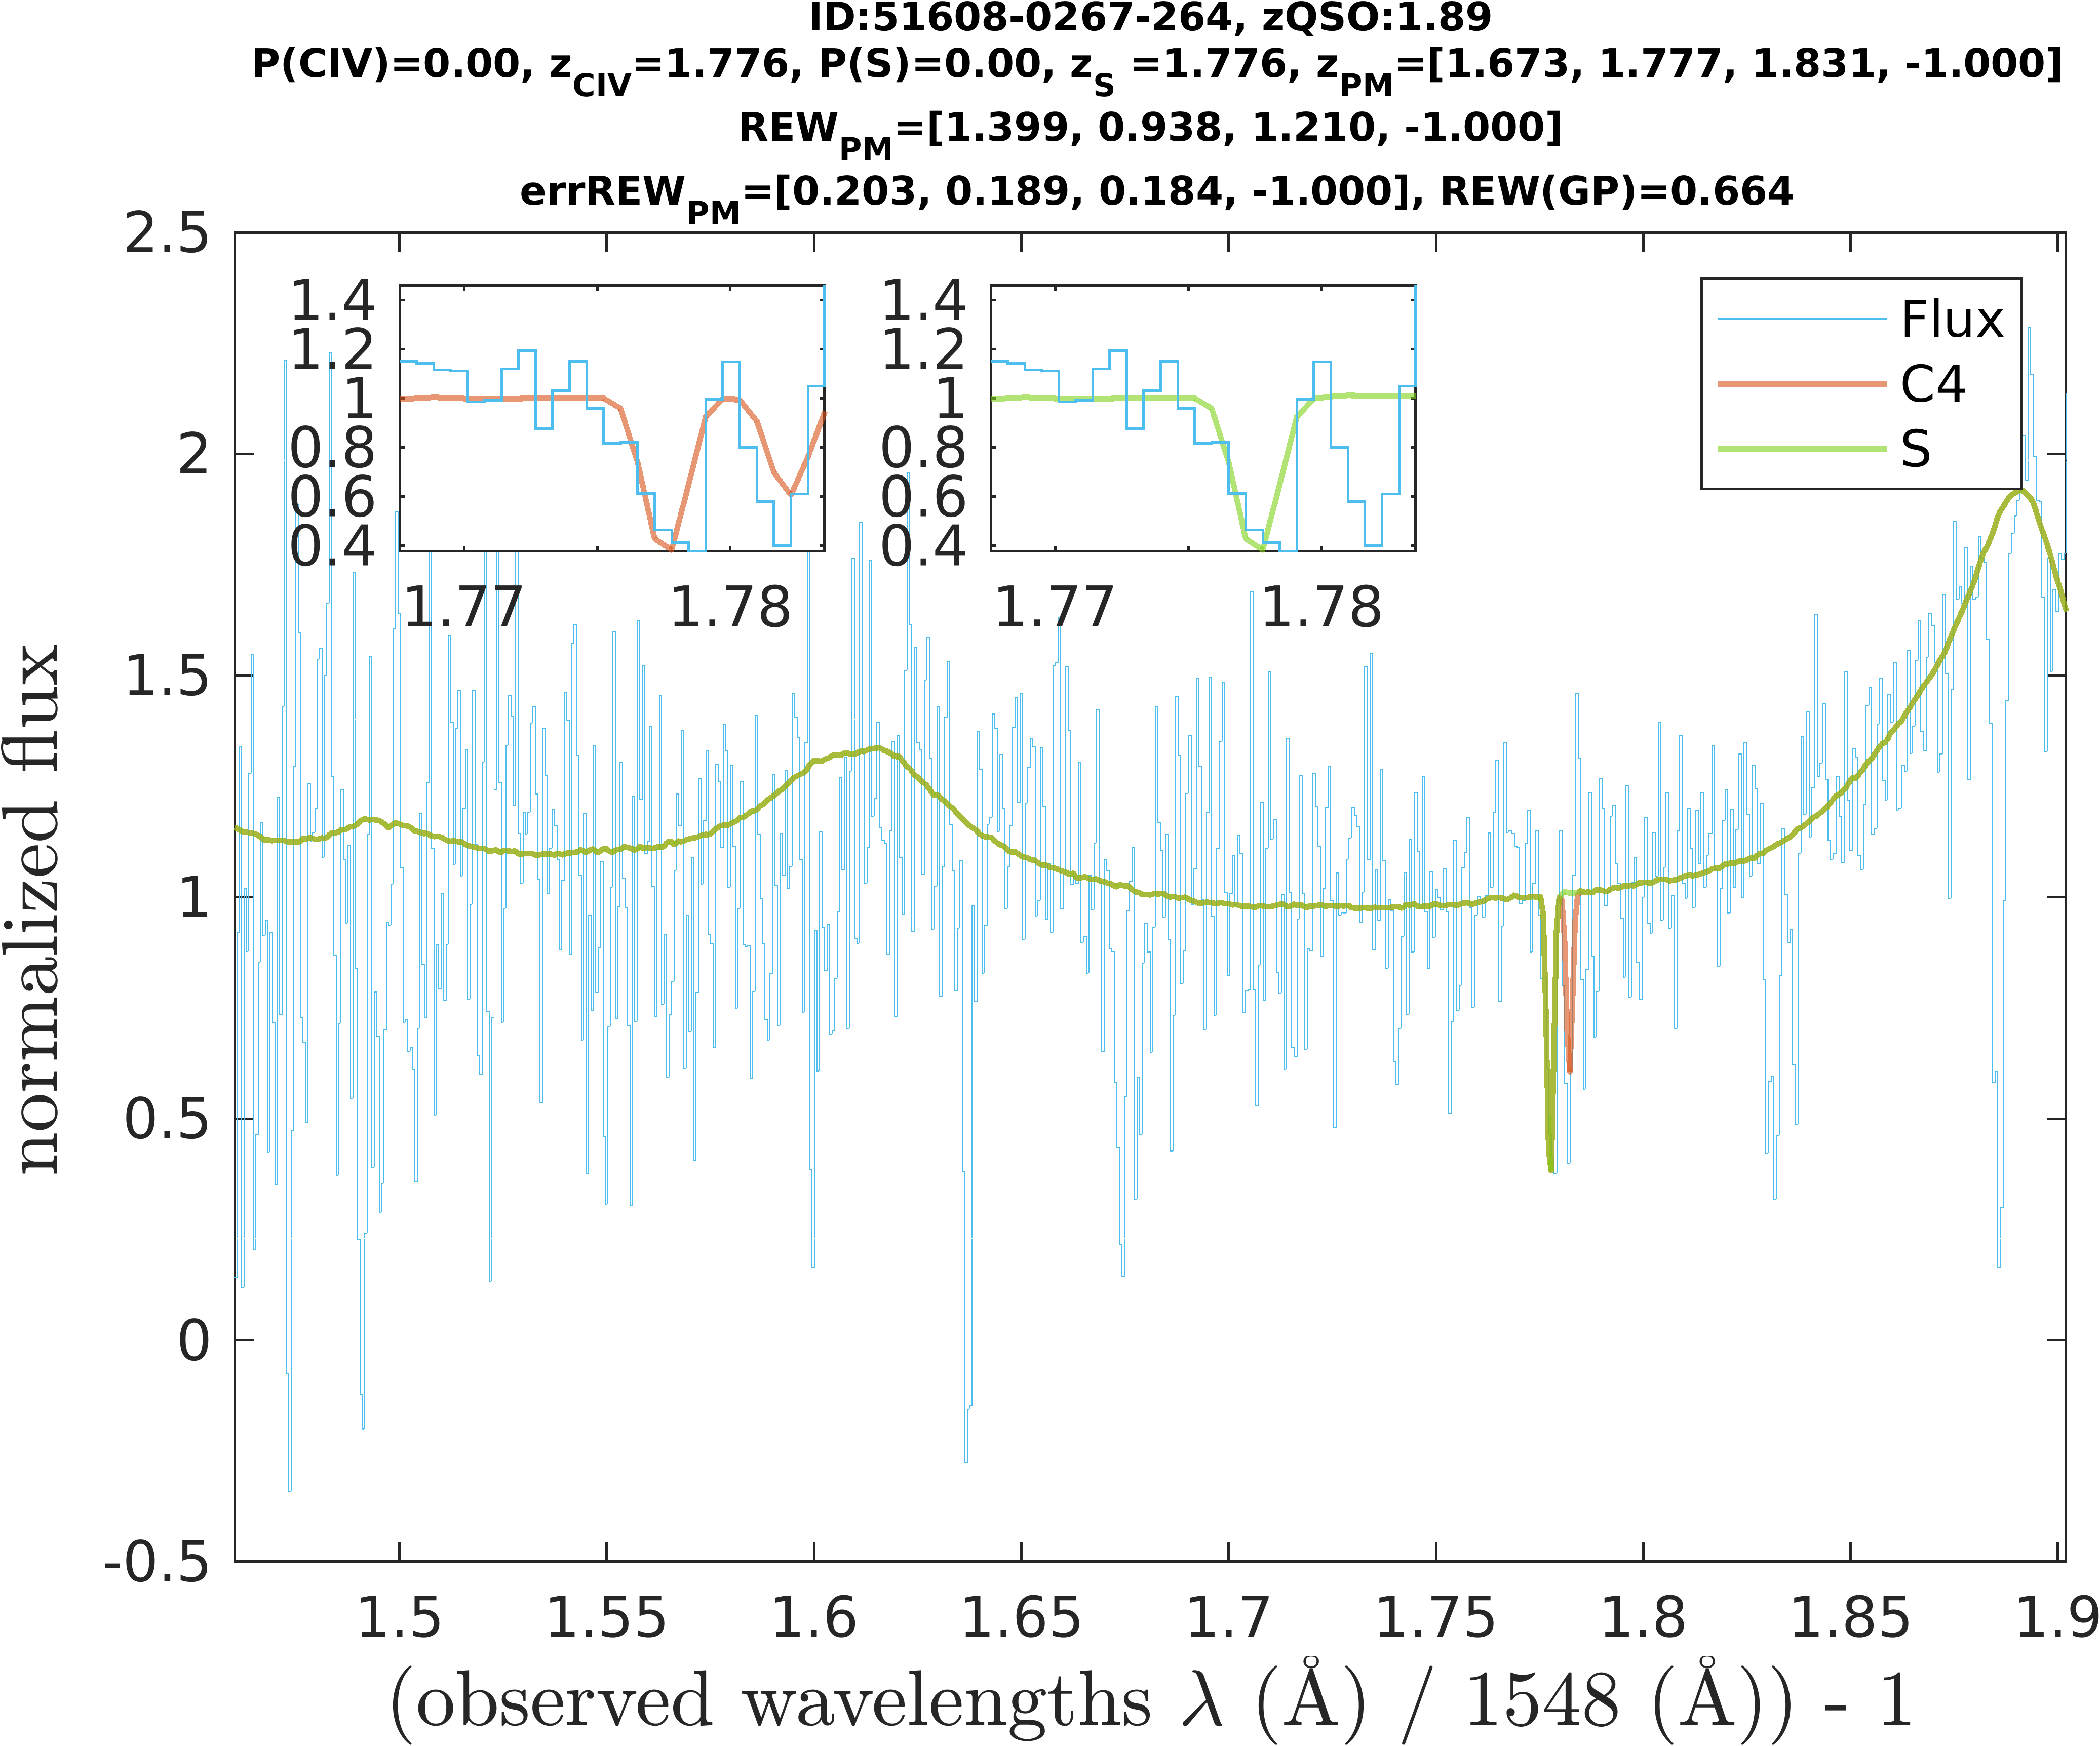 ID:51608-0267-264, zQSO:1.89
P(CIV)=0.00, zCIV=1.776, P(S)=0.00, zS =1.776, zPM=[1.673, 1.777, 1.831, -1.000]
REWPM=[1.399, 0.938, 1.210, -1.000]
errREWPM=[0.203, 0.189, 0.184, -1.000], REW(GP)=0.664
2.5
2
1.5
1
0.5
0
-0.5
normalized flux
1.4
1.2
1
0.8
0.6
0.4
1.77 1.78
1.4
1.2
1
0.8
0.6
0.4
1.77 1.78
Flux
C4
S
1.5 1.55 1.6 1.65 1.7 1.75 1.8 1.85 1.9
(observed wavelengths λ (Å) / 1548 (Å)) - 1